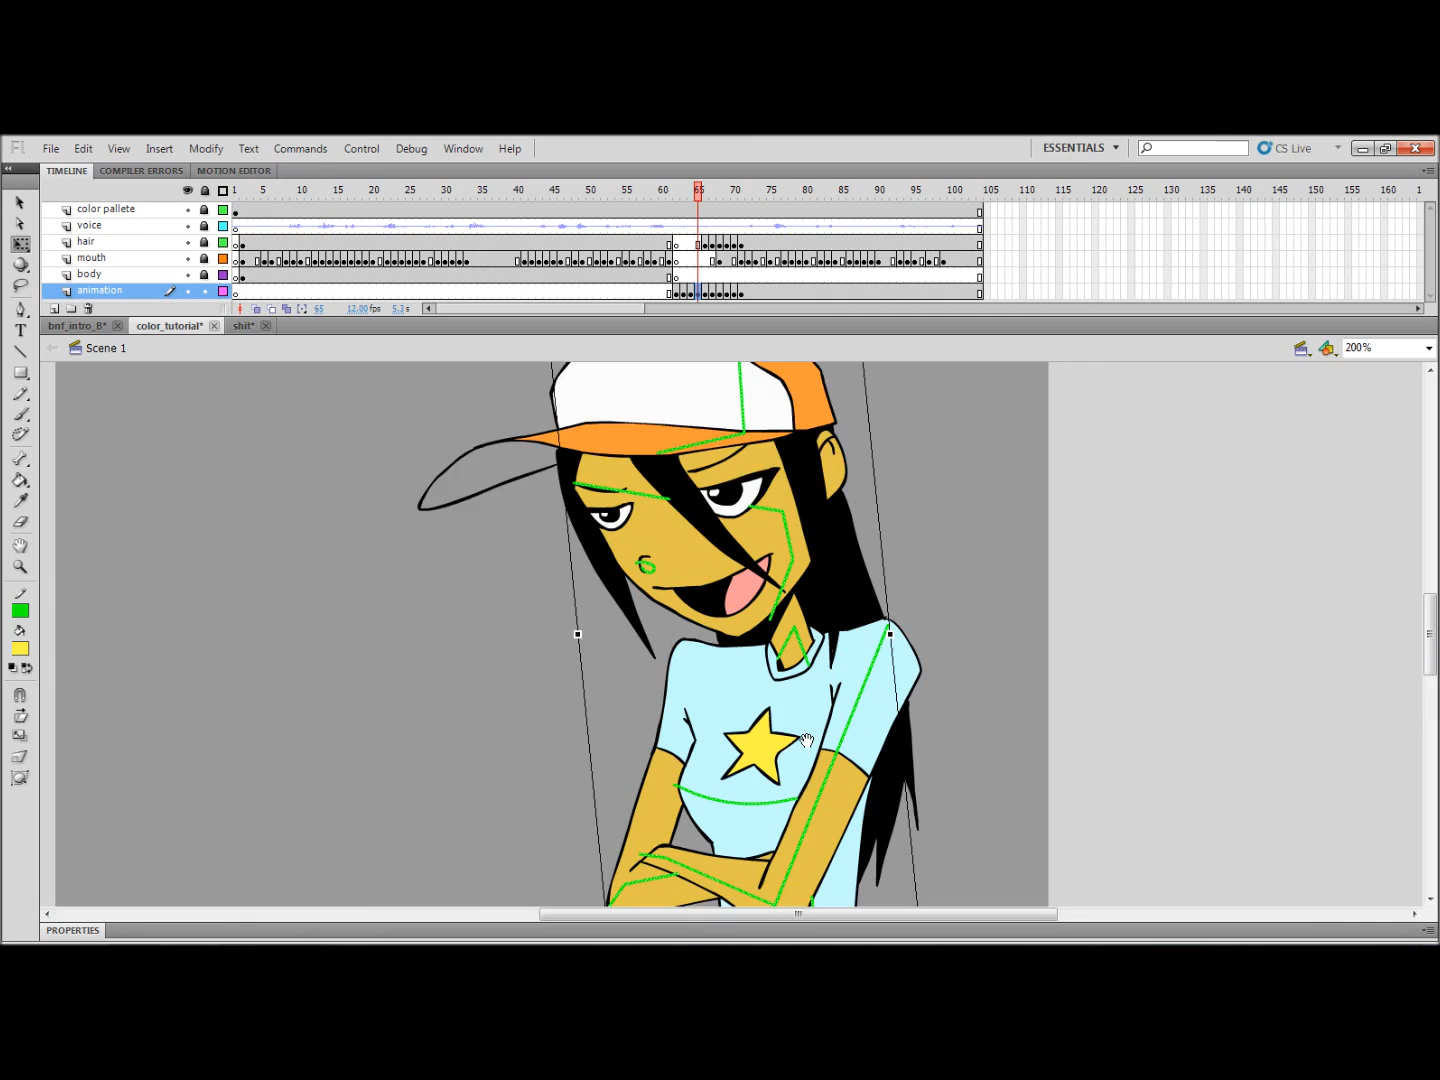 Fl File Edit View Insert Modify Text Commands Control Debug Window Help ESSENTIALS CS Live
TIMELINE COMPILER ERRORS MOTION EDITOR
1 5 10 15 20 25 30 35 40 45 50 55 60 65 70 75 80 85 90 95 100 105 110 115 120 125 130 135 140 145 150 155 160 1
color pallete
voice
hair
mouth
body
animation
65 12.00 fps 5.3 s
bnf_intro_B* color_tutorial* shit*
Scene 1 200%
T
PROPERTIES